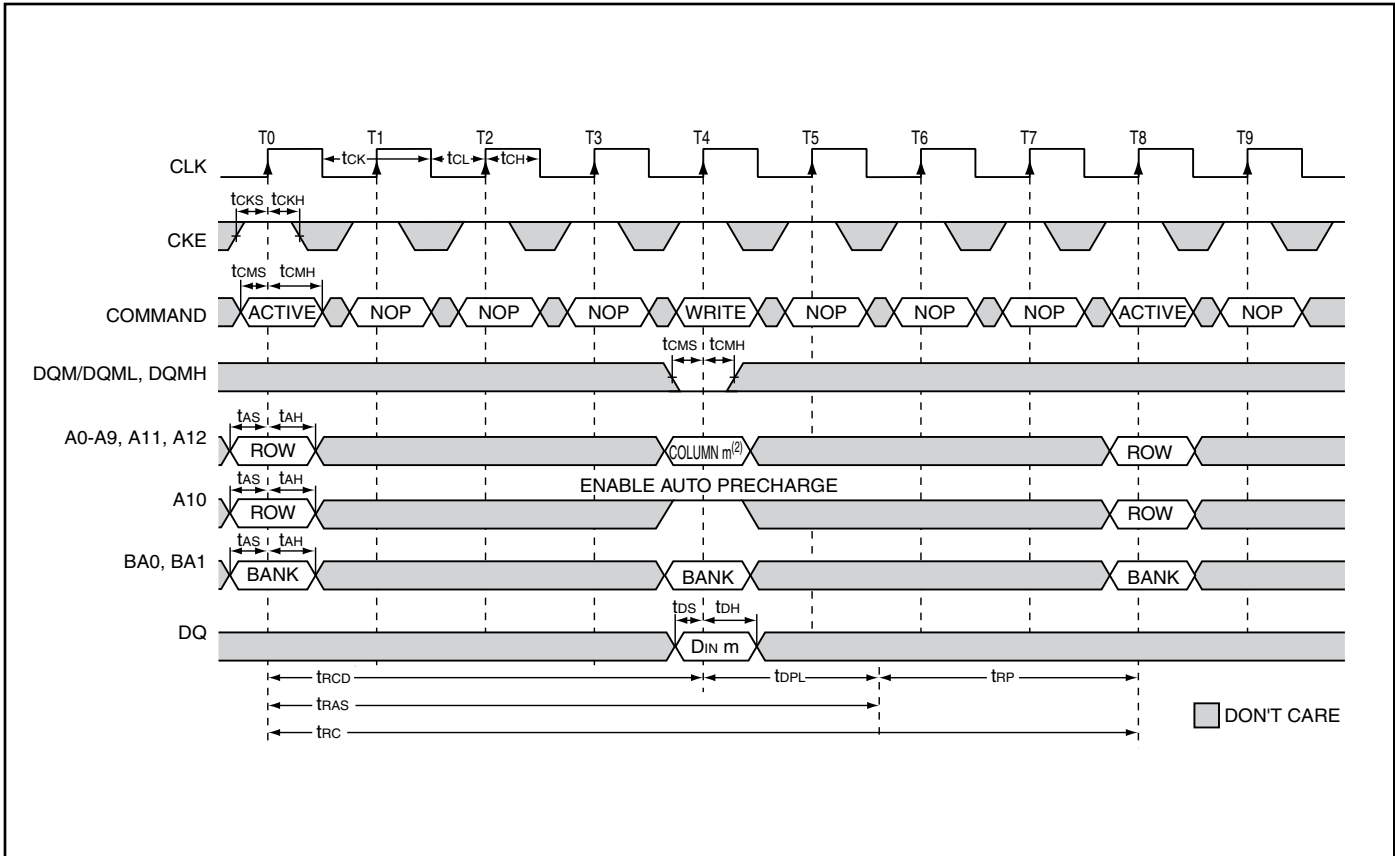 T0 T1 T2 T3 T4 T5 T6 T7 T8 T9
CLK tCK tCL tCH
tCKS tCKH
CKE
tCMS tCMH
COMMAND ACTIVE NOP NOP NOP WRITE NOP NOP NOP ACTIVE NOP
tCMS tCMH
DQM/DQML, DQMH
tAS tAH
A0-A9, A11, A12 ROW COLUMN m(2) ROW
tAS tAH ENABLE AUTO PRECHARGE
A10 ROW ROW
tAS tAH
BA0, BA1 BANK BANK BANK
tDS tDH
DQ DIN m
tRCD tDPL tRP
tRAS
DON'T CARE
tRC